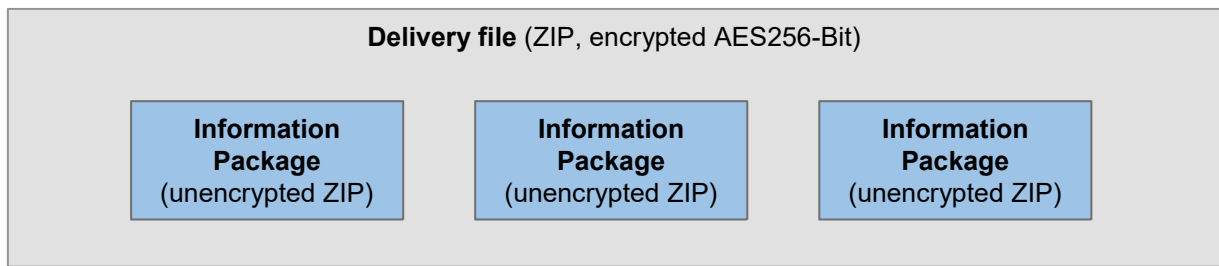 Delivery file (ZIP, encrypted AES256-Bit)
Information
Package
(unencrypted ZIP)
Information
Package
(unencrypted ZIP)
Information
Package
(unencrypted ZIP)